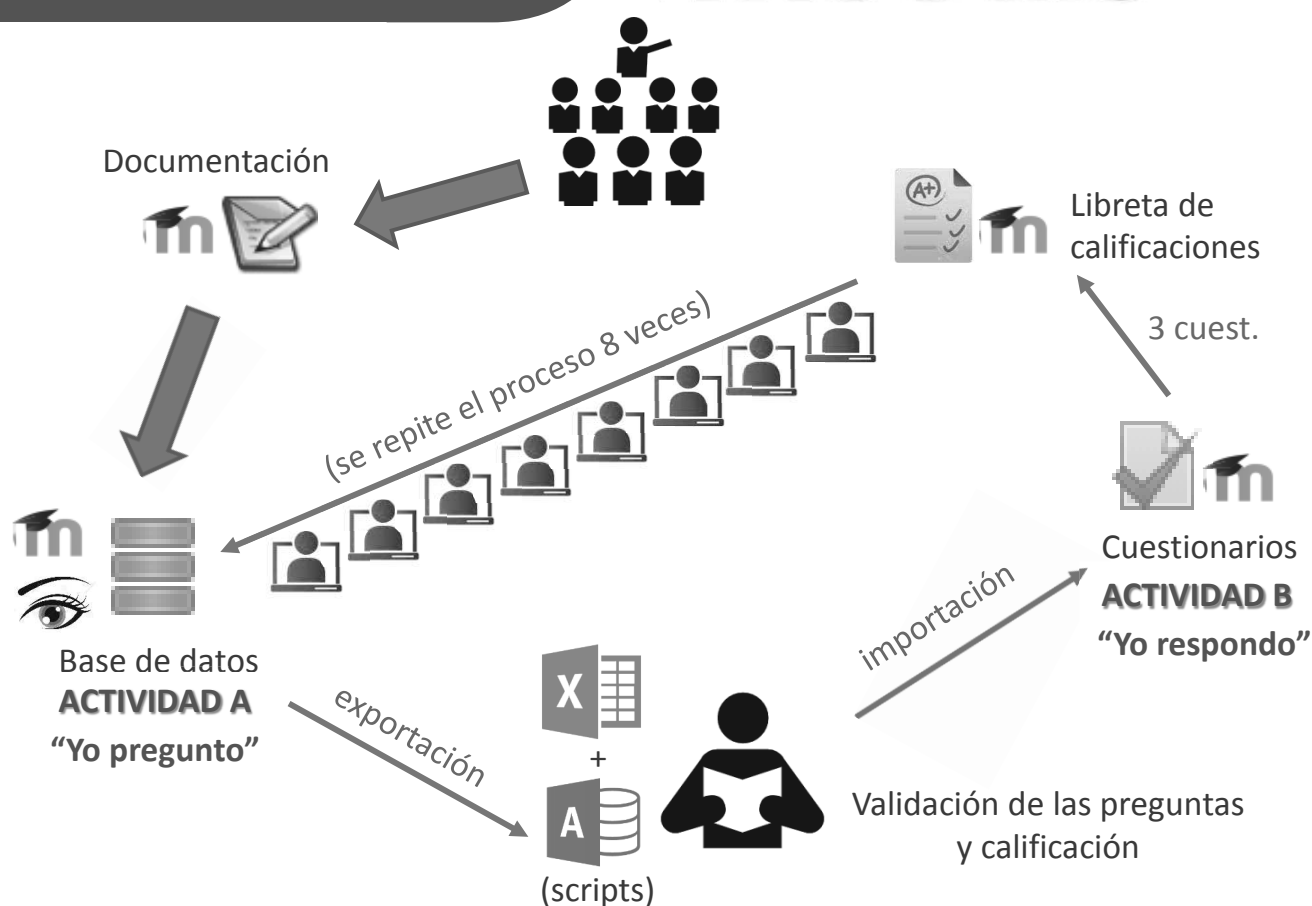 Documentación
Libreta de
calificaciones
3 cuest.
(se repite el proceso 8 veces)
Cuestionarios
ACTIVIDAD B
“Yo respondo”
importación
Base de datos
ACTIVIDAD A
“Yo pregunto”
exportación
X
+
A
(scripts)
Validación de las preguntas
y calificación
A+
m
m
m
m